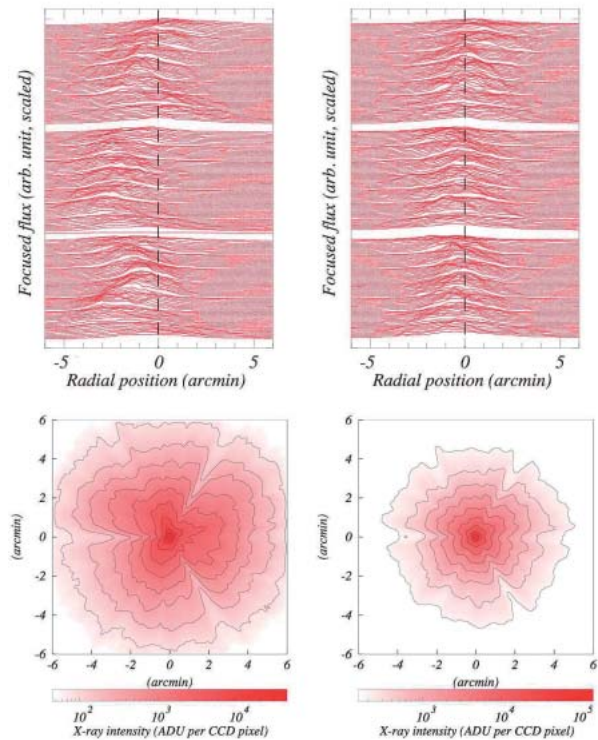 Focused flux (arb. unit, scaled)
-5 0 5
Radial position (arcmin)
Focused flux (arb. unit, scaled)
-5 0 5
Radial position (arcmin)
6
4
2
0
-2
-4
-6
(arcmin)
-6 -4 -2 0 2 4 6
(arcmin)
10² 10³ 10⁴
X-ray intensity (ADU per CCD pixel)
6
4
2
0
-2
-4
-6
(arcmin)
-6 -4 -2 0 2 4 6
(arcmin)
10³ 10⁴ 10⁵
X-ray intensity (ADU per CCD pixel)